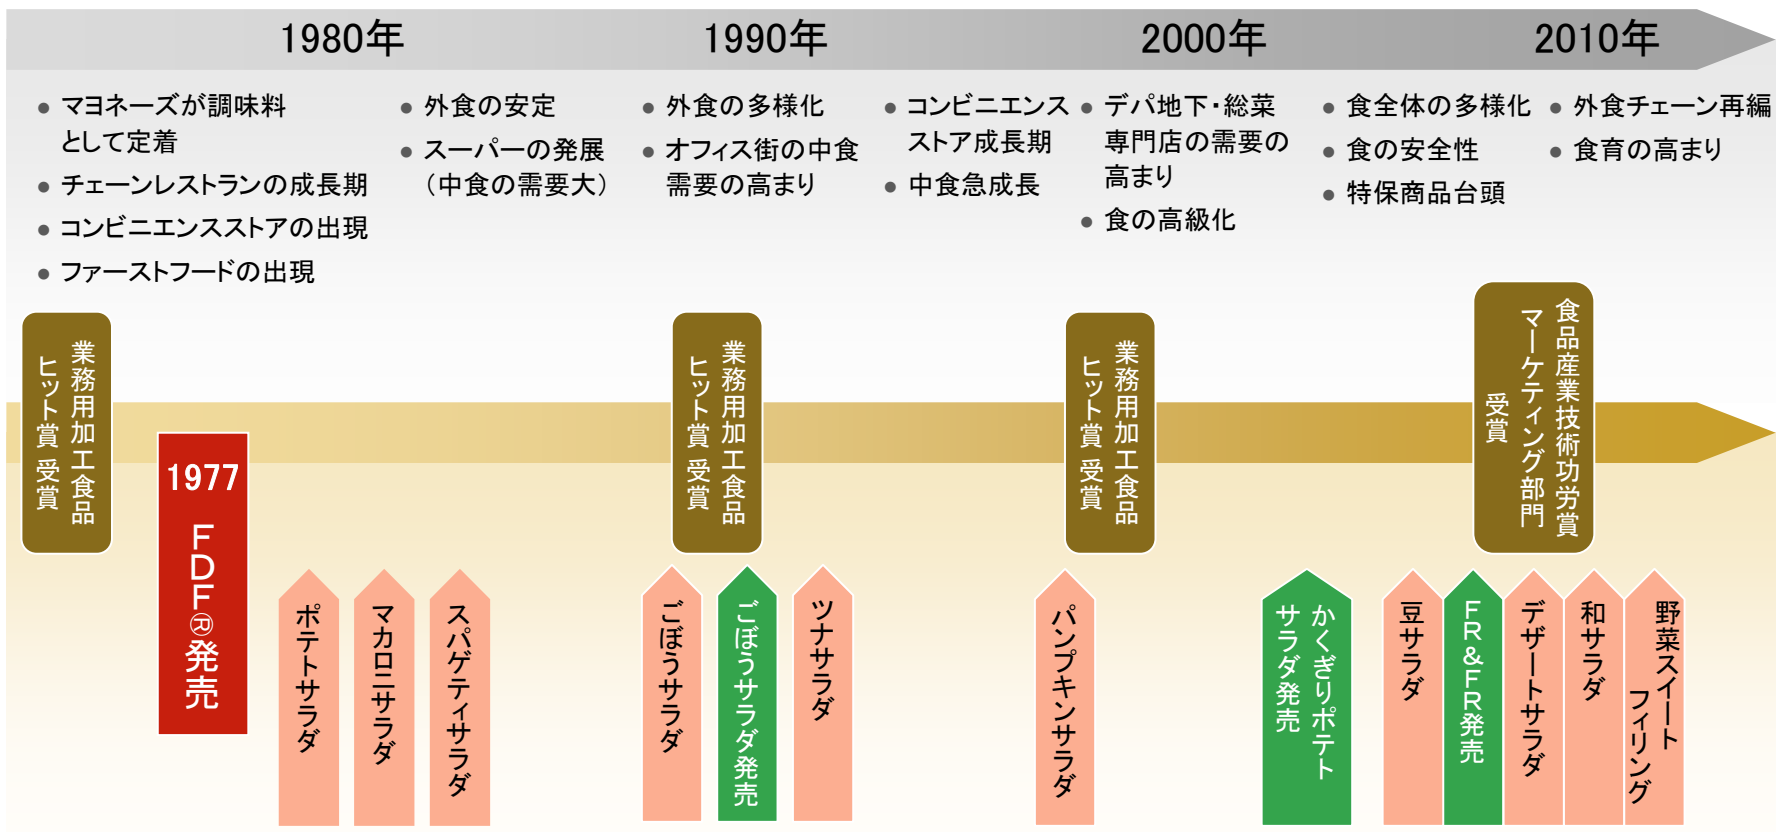 1980年
1990年
2000年
2010年
● マヨネーズが調味料
として定着
● チェーンレストランの成長期
● コンビニエンスストアの出現
● ファーストフードの出現
● 外食の安定
● スーパーの発展
（中食の需要大）
● 外食の多様化
● オフィス街の中食
需要の高まり
● コンビニエンス
ストア成長期
● 中食急成長
● デパ地下・総菜
専門店の需要の
高まり
● 食の高級化
● 食全体の多様化
● 食の安全性
● 特保商品台頭
● 外食チェーン再編
● 食育の高まり
業務用加工食品
ヒット賞 受賞
業務用加工食品
ヒット賞 受賞
業務用加工食品
ヒット賞 受賞
食品産業技術功労賞
マーケティング部門
受賞
1977
FDF®発売
ポテトサラダ
マカロニサラダ
スパゲティサラダ
ごぼうサラダ
ごぼうサラダ発売
ツナサラダ
パンプキンサラダ
かくぎりポテト
サラダ発売
豆サラダ
FR&FR発売
デザートサラダ
和サラダ
野菜スイート
フィリング